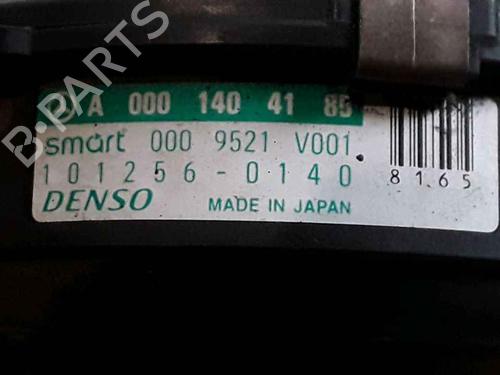 A 000 140 41 85
smart 000 9521 V001
101256-0140
8165
DENSO MADE IN JAPAN
B-PARTS